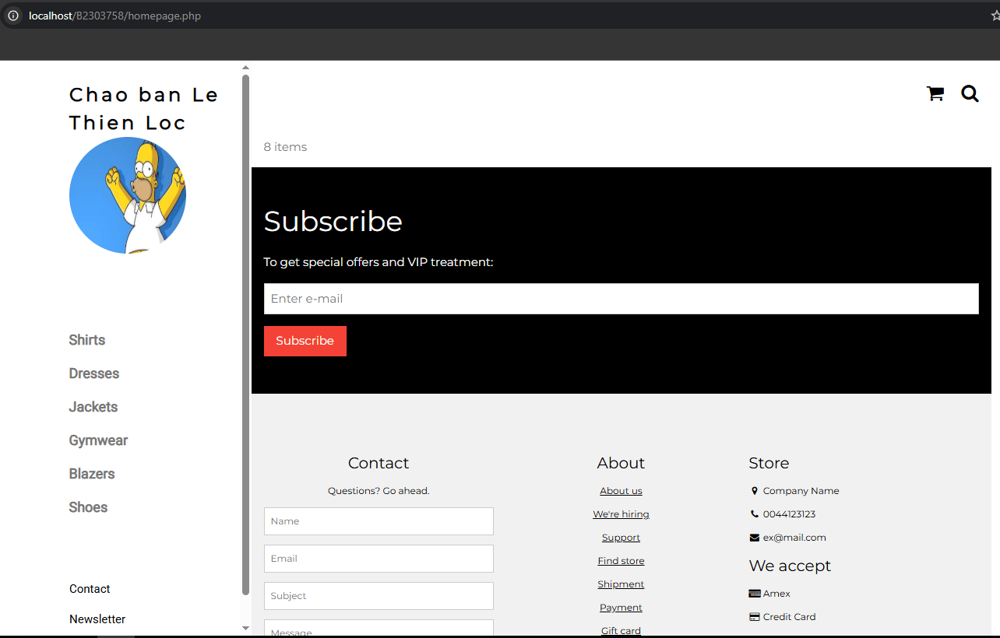 localhost/B2303758/homepage.php
Chao ban Le
Thien Loc
Shirts
Dresses
Jackets
Gymwear
Blazers
Shoes
Contact
Newsletter
8 items
Subscribe
To get special offers and VIP treatment:
Enter e-mail
Subscribe
Contact
Questions? Go ahead.
Name
Email
Subject
Message
About
About us
We're hiring
Support
Find store
Shipment
Payment
Gift card
Store
Company Name
0044123123
ex@mail.com
We accept
Amex
Credit Card